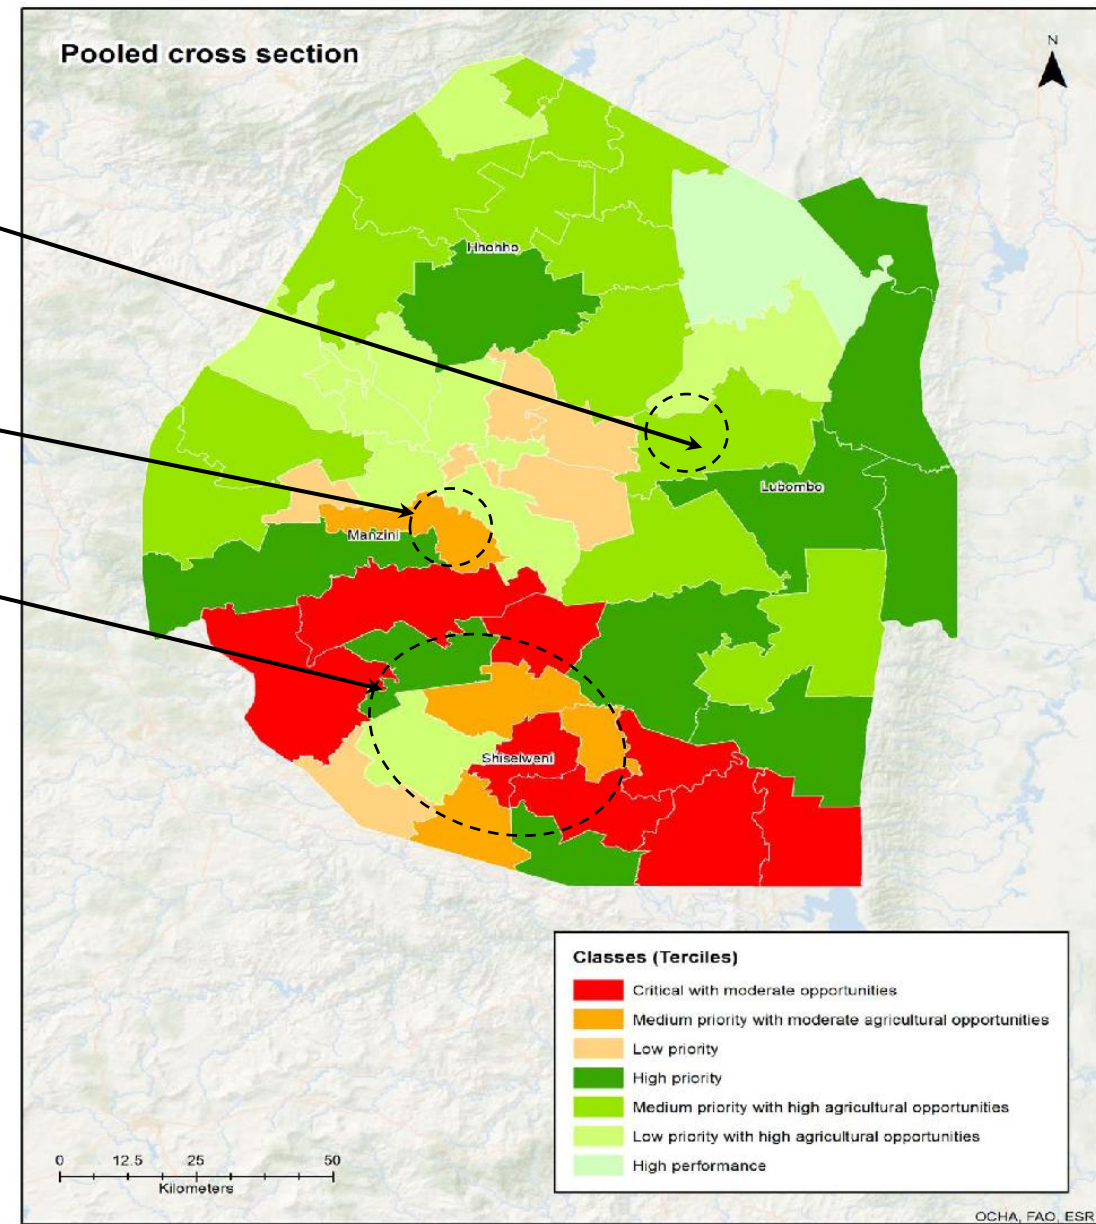 Pooled cross section
N
Hhohho
Lubombo
Manzini
Shiselweni
Classes (Terciles)
Critical with moderate opportunities
Medium priority with moderate agricultural opportunities
Low priority
High priority
Medium priority with high agricultural opportunities
Low priority with high agricultural opportunities
High performance
0 12.5 25 50
Kilometers
OCHA, FAO, ESR